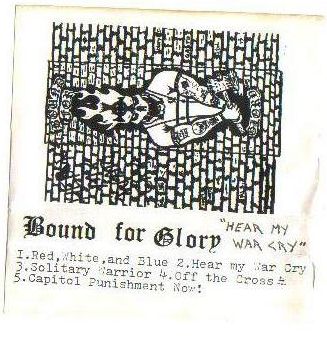 Bound for Glory
"HEAR MY
WAR CRY"
1.Red,White,and Blue 2.Hear my War Cry
3.Solitary Warrior 4.Off the Cross
5.Capitol Punishment Now!